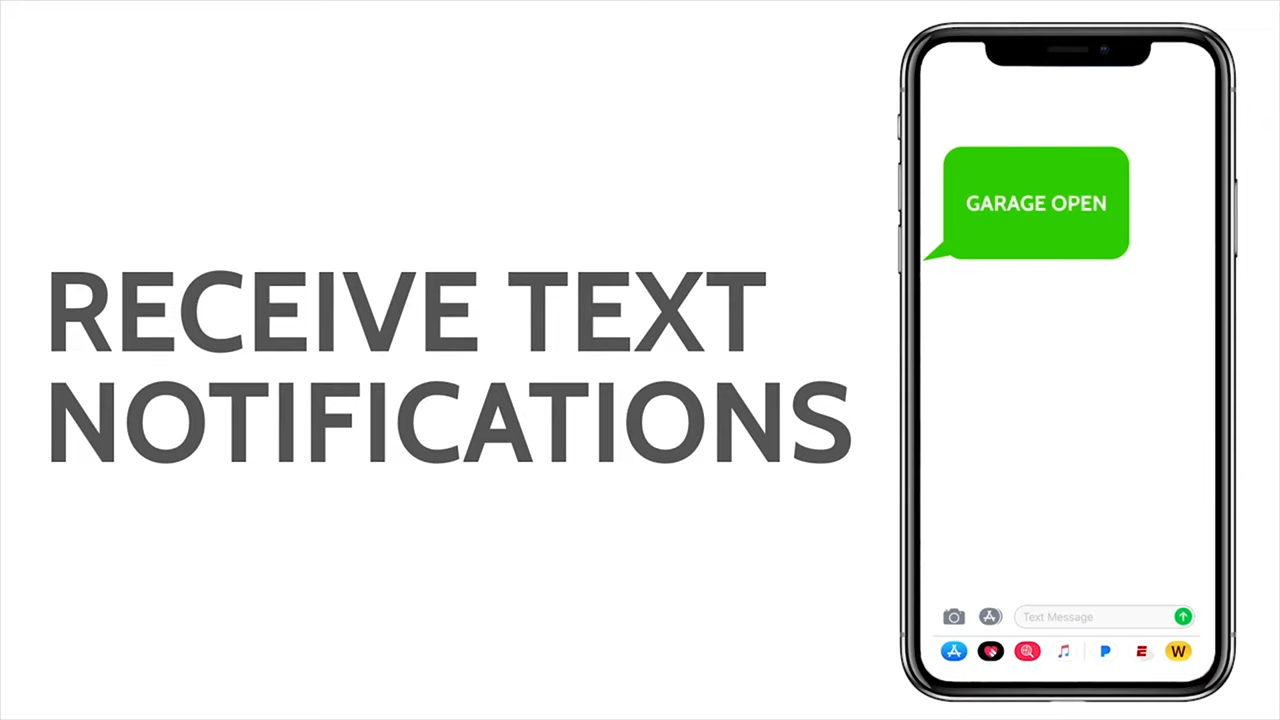 RECEIVE TEXT
NOTIFICATIONS
GARAGE OPEN
Text Message
P
E
W